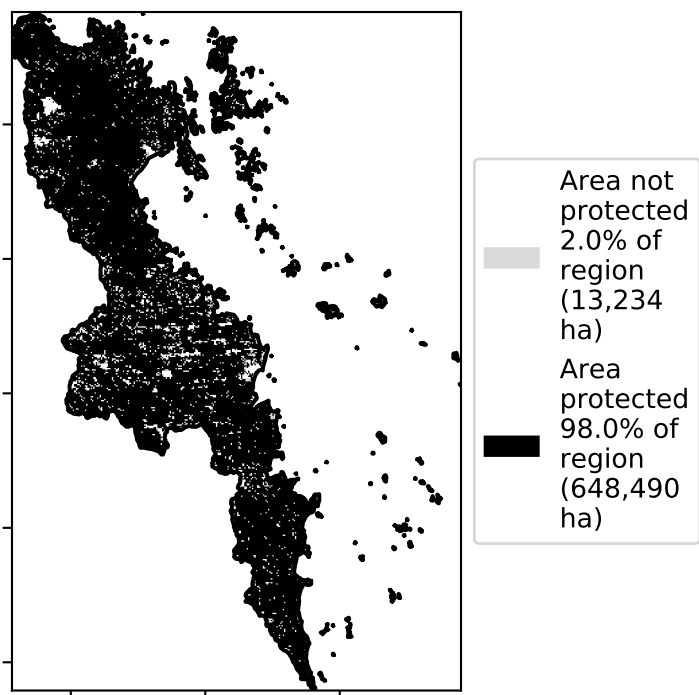 Area not
protected
2.0% of
region
(13,234
ha)
Area
protected
98.0% of
region
(648,490
ha)